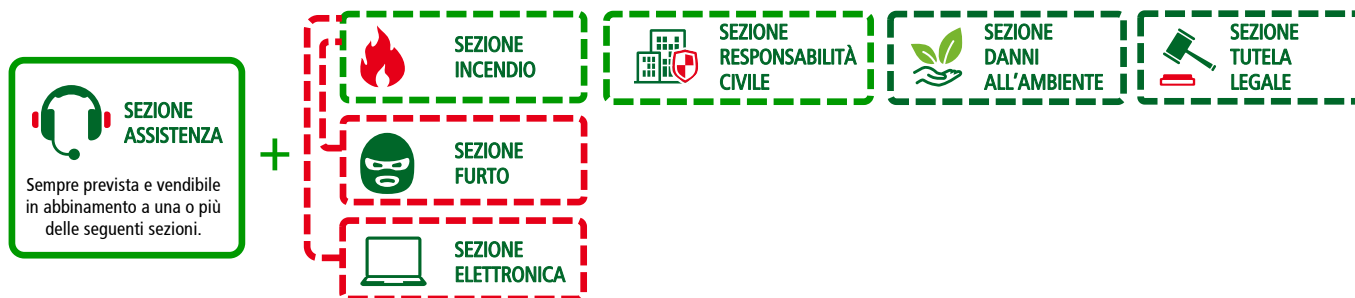 SEZIONE
ASSISTENZA
Sempre prevista e vendibile
in abbinamento a una o più
delle seguenti sezioni.
+
SEZIONE
INCENDIO
SEZIONE
FURTO
SEZIONE
ELETTRONICA
SEZIONE
RESPONSABILITÀ
CIVILE
SEZIONE
DANNI
ALL'AMBIENTE
SEZIONE
TUTELA
LEGALE